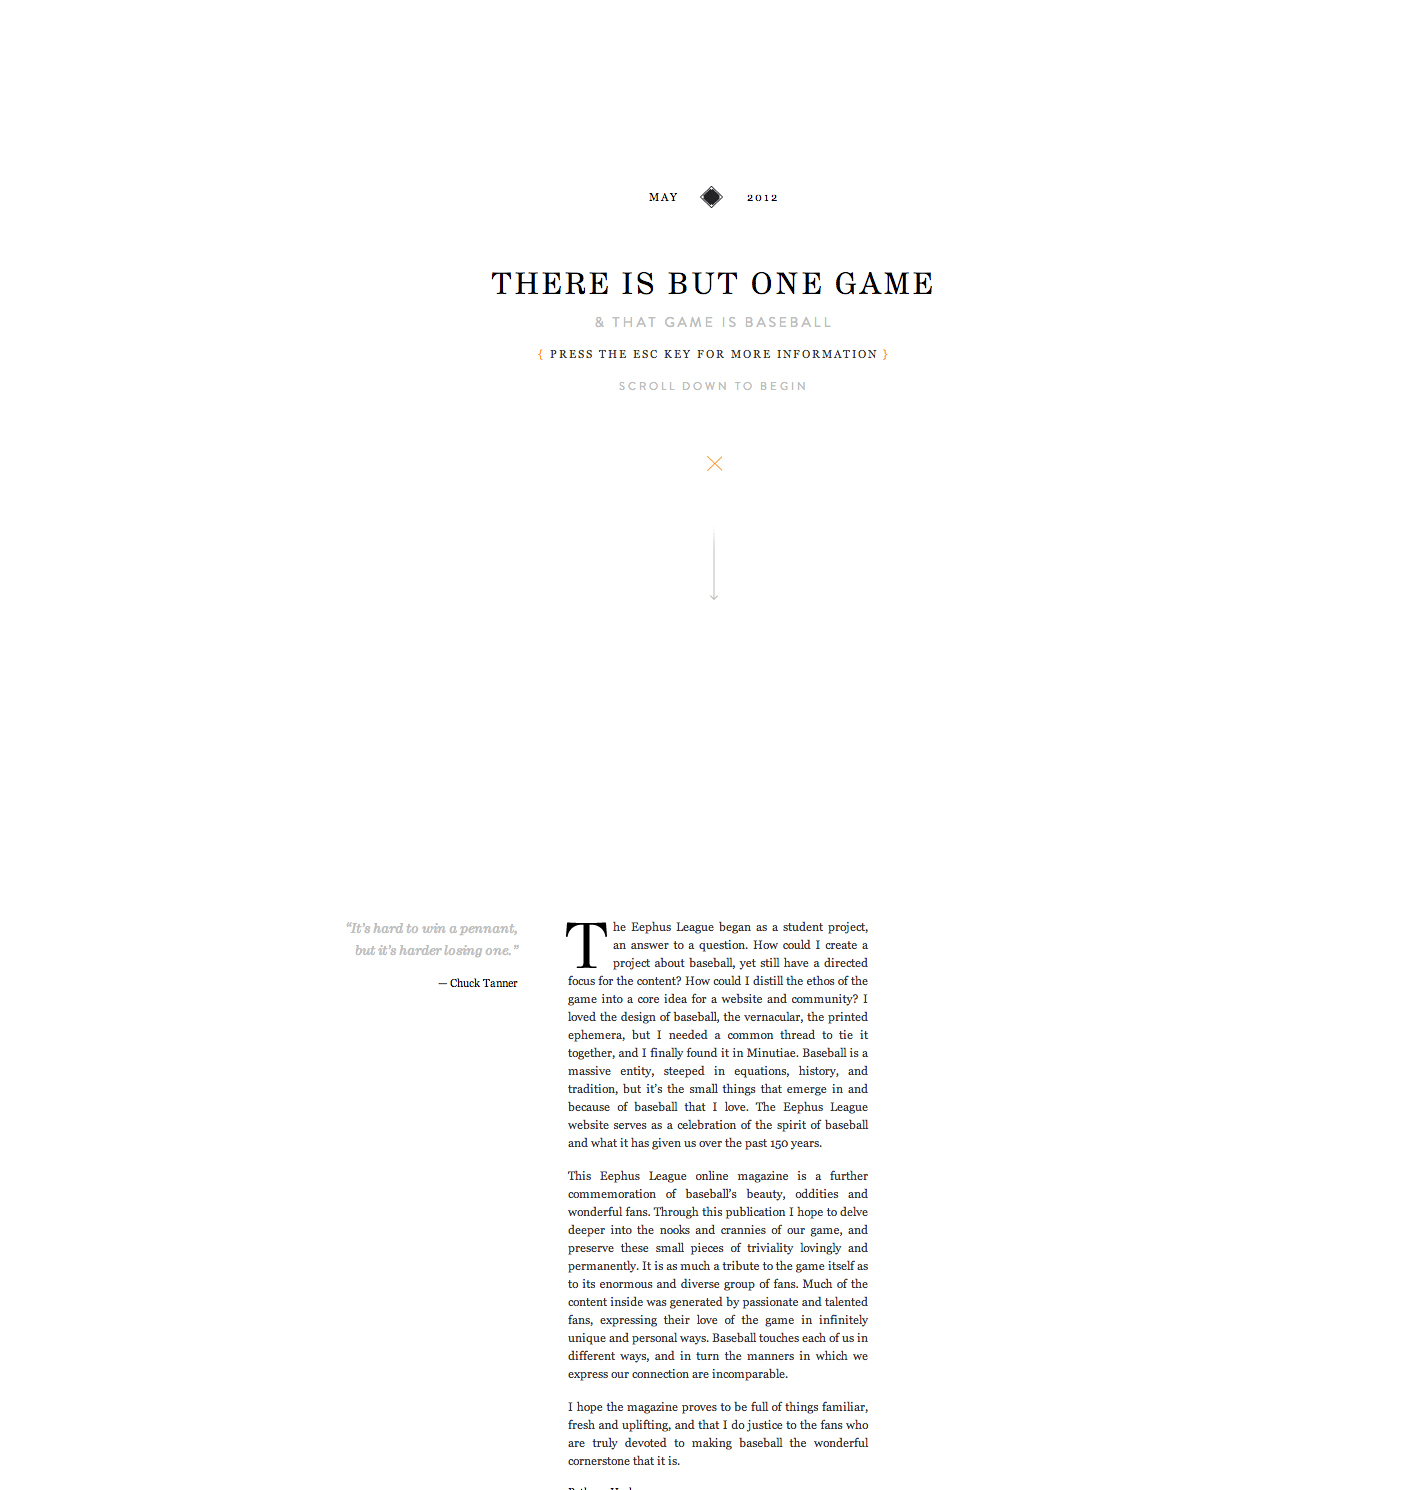 MAY 2012
THERE IS BUT ONE GAME
& THAT GAME IS BASEBALL
{ PRESS THE ESC KEY FOR MORE INFORMATION }
SCROLL DOWN TO BEGIN
“It’s hard to win a pennant,
but it’s harder losing one.”
— Chuck Tanner
The Eephus League began as a student project,
an answer to a question. How could I create a
project about baseball, yet still have a directed
focus for the content? How could I distill the ethos of the
game into a core idea for a website and community? I
loved the design of baseball, the vernacular, the printed
ephemera, but I needed a common thread to tie it
together, and I finally found it in Minutiae. Baseball is a
massive entity, steeped in equations, history, and
tradition, but it’s the small things that emerge in and
because of baseball that I love. The Eephus League
website serves as a celebration of the spirit of baseball
and what it has given us over the past 150 years.
This Eephus League online magazine is a further
commemoration of baseball’s beauty, oddities and
wonderful fans. Through this publication I hope to delve
deeper into the nooks and crannies of our game, and
preserve these small pieces of triviality lovingly and
permanently. It is as much a tribute to the game itself as
to its enormous and diverse group of fans. Much of the
content inside was generated by passionate and talented
fans, expressing their love of the game in infinitely
unique and personal ways. Baseball touches each of us in
different ways, and in turn the manners in which we
express our connection are incomparable.
I hope the magazine proves to be full of things familiar,
fresh and uplifting, and that I do justice to the fans who
are truly devoted to making baseball the wonderful
cornerstone that it is.